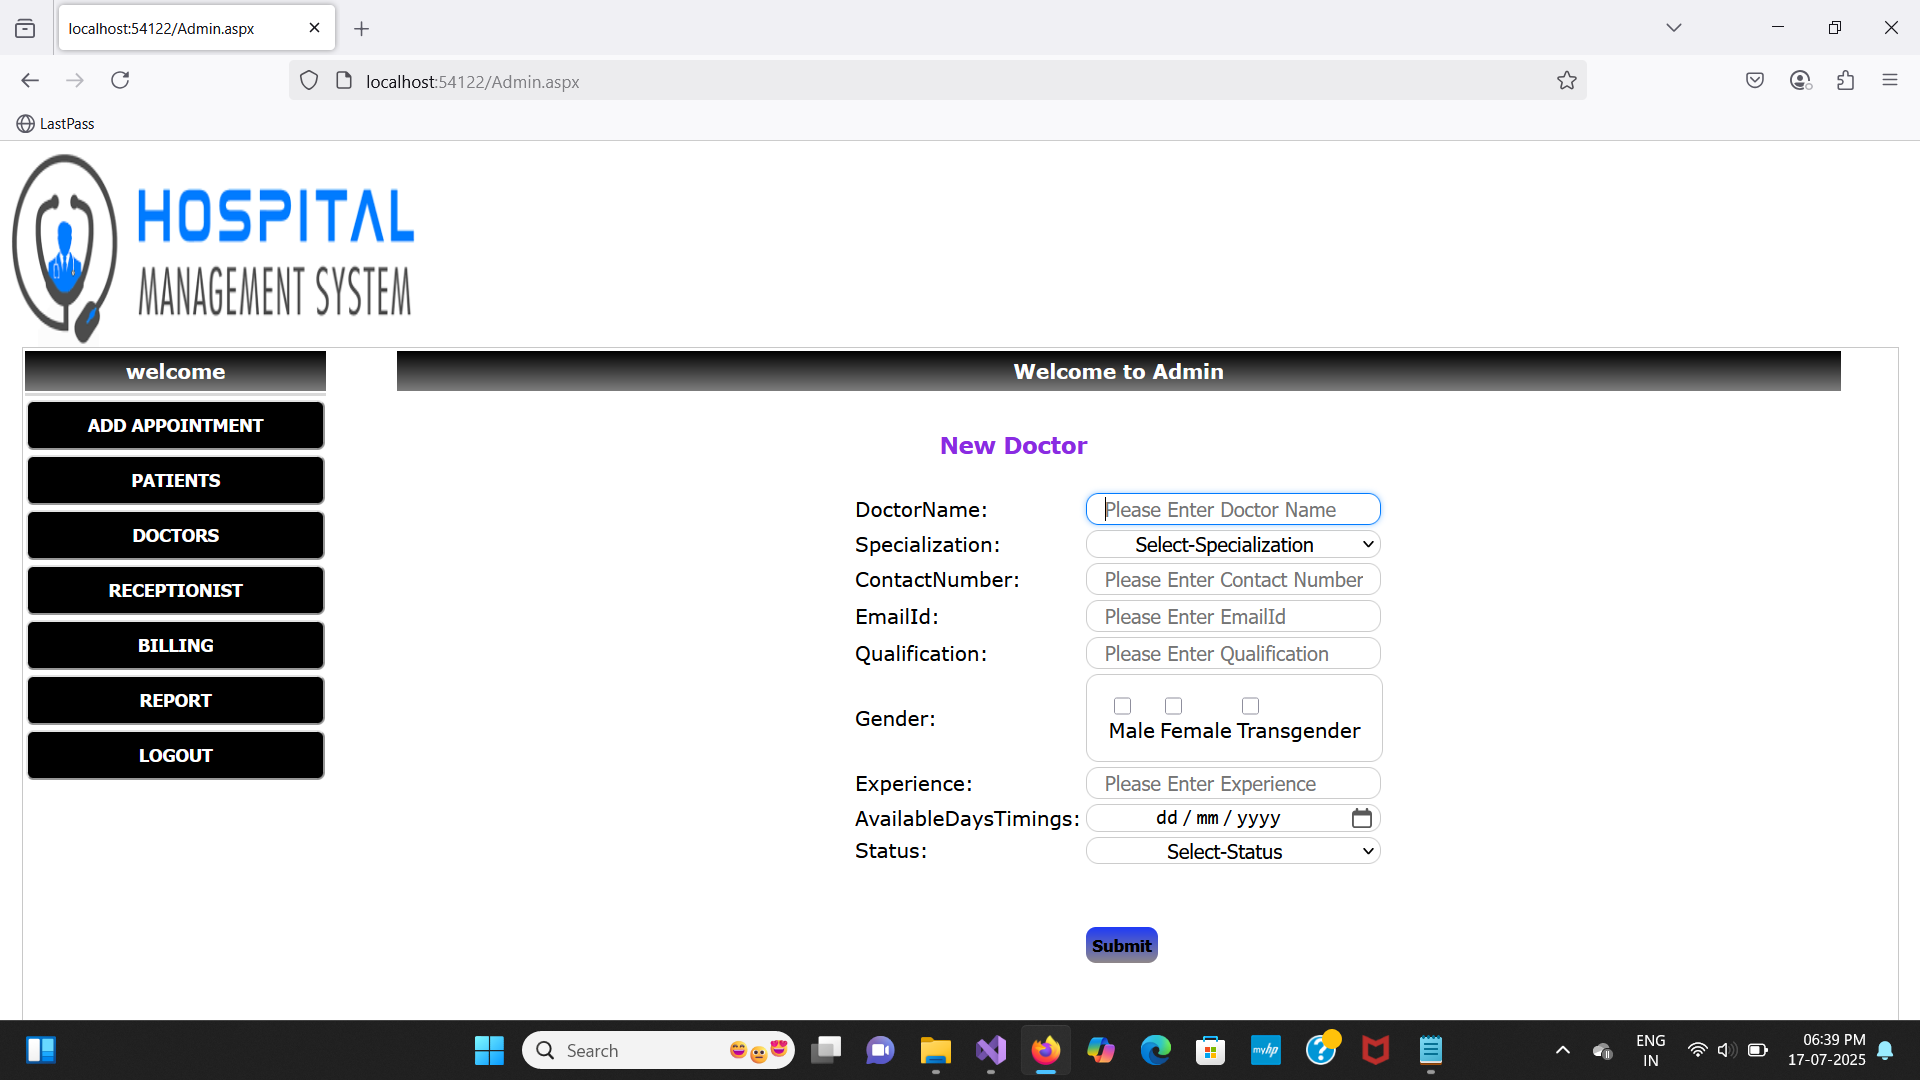 localhost:54122/Admin.aspx
localhost:54122/Admin.aspx
LastPass
HOSPITAL
MANAGEMENT SYSTEM
welcome
Welcome to Admin
ADD APPOINTMENT
PATIENTS
DOCTORS
RECEPTIONIST
BILLING
REPORT
LOGOUT
New Doctor
DoctorName: Please Enter Doctor Name
Specialization: Select-Specialization
ContactNumber: Please Enter Contact Number
EmailId: Please Enter EmailId
Qualification: Please Enter Qualification
Gender: Male Female Transgender
Experience: Please Enter Experience
AvailableDaysTimings: dd / mm / yyyy
Status: Select-Status
Submit
Search
myhp
?
ENG
IN
06:39 PM
17-07-2025